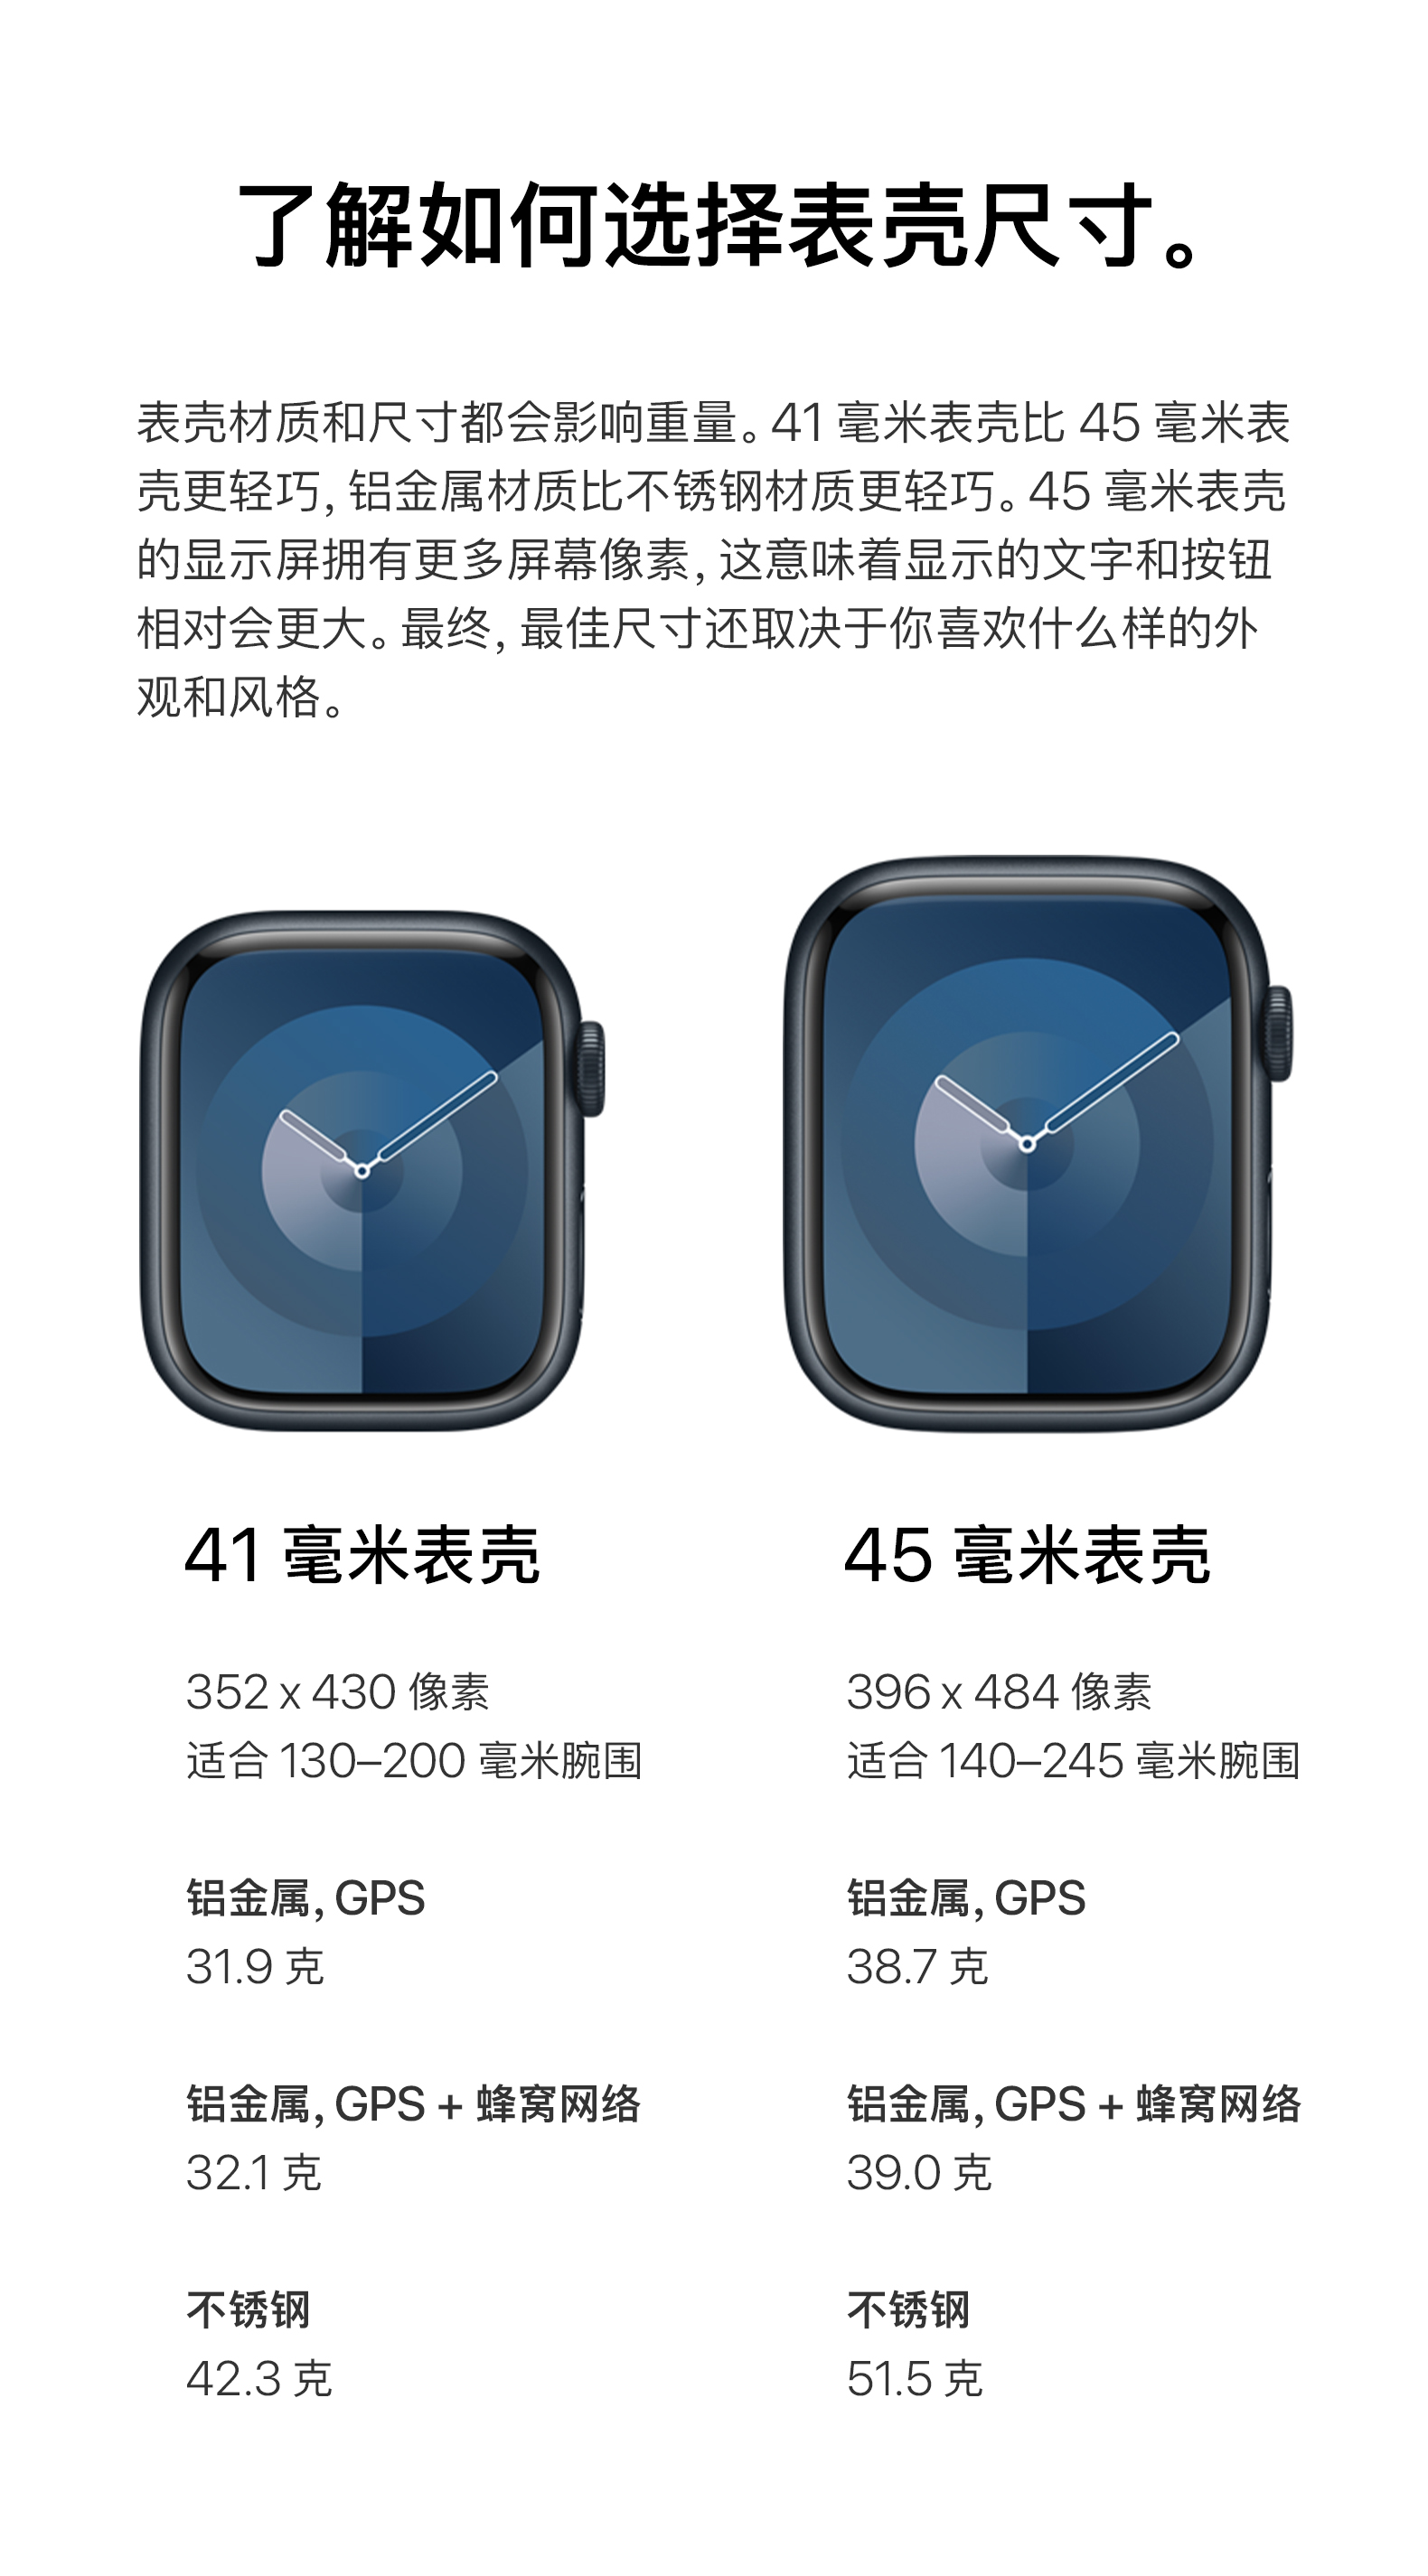 了解如何选择表壳尺寸。
表壳材质和尺寸都会影响重量。41 毫米表壳比 45 毫米表
壳更轻巧，铝金属材质比不锈钢材质更轻巧。45 毫米表壳
的显示屏拥有更多屏幕像素，这意味着显示的文字和按钮
相对会更大。最终，最佳尺寸还取决于你喜欢什么样的外
观和风格。
41 毫米表壳
352 x 430 像素
适合 130–200 毫米腕围
铝金属，GPS
31.9 克
铝金属，GPS + 蜂窝网络
32.1 克
不锈钢
42.3 克
45 毫米表壳
396 x 484 像素
适合 140–245 毫米腕围
铝金属，GPS
38.7 克
铝金属，GPS + 蜂窝网络
39.0 克
不锈钢
51.5 克